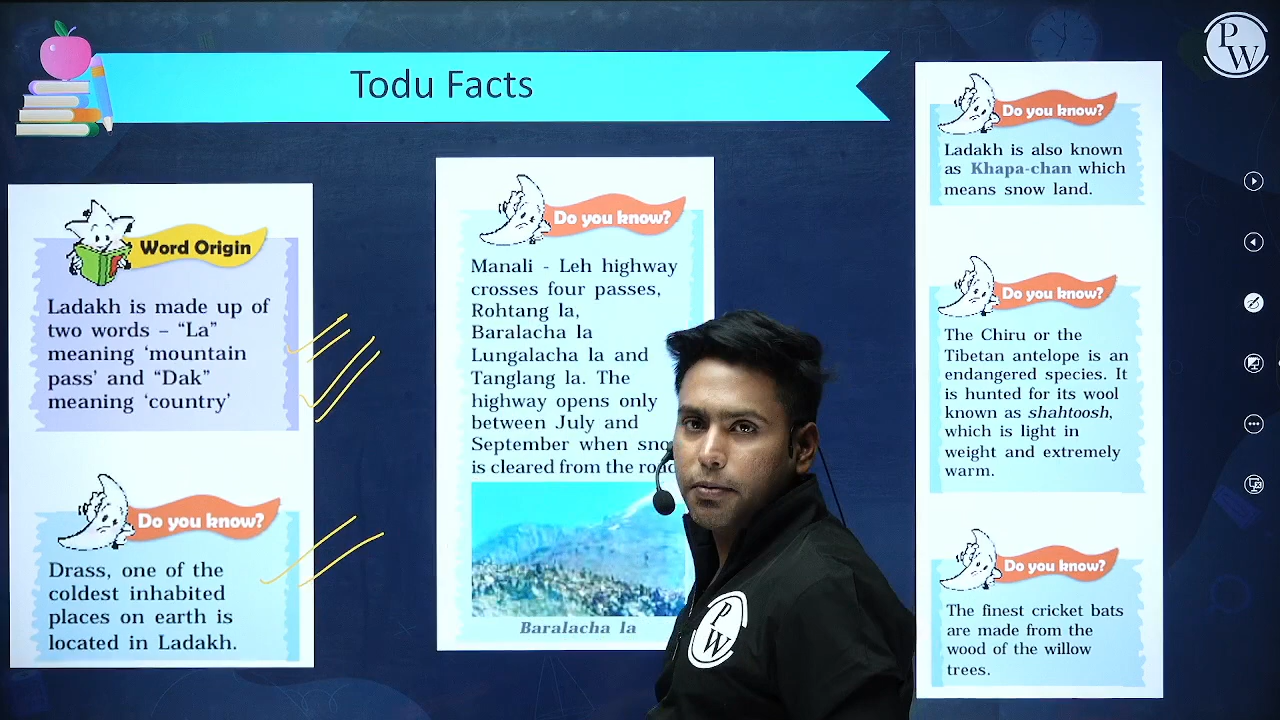 Todu Facts
P
W
Word Origin
Ladakh is made up of
two words – “La”
meaning ‘mountain
pass’ and “Dak”
meaning ‘country’
Do you know?
Drass, one of the
coldest inhabited
places on earth is
located in Ladakh.
Do you know?
Manali - Leh highway
crosses four passes,
Rohtang la,
Baralacha la
Lungalacha la and
Tanglang la. The
highway opens only
between July and
September when
is cleared from the
Baralacha la
Do you know?
Ladakh is also known
as Khapa-chan which
means snow land.
Do you know?
The Chiru or the
Tibetan antelope is an
endangered species. It
is hunted for its wool
known as shahtoosh,
which is light in
weight and extremely
warm.
Do you know?
The finest cricket bats
are made from the
wood of the willow
trees.
P
W